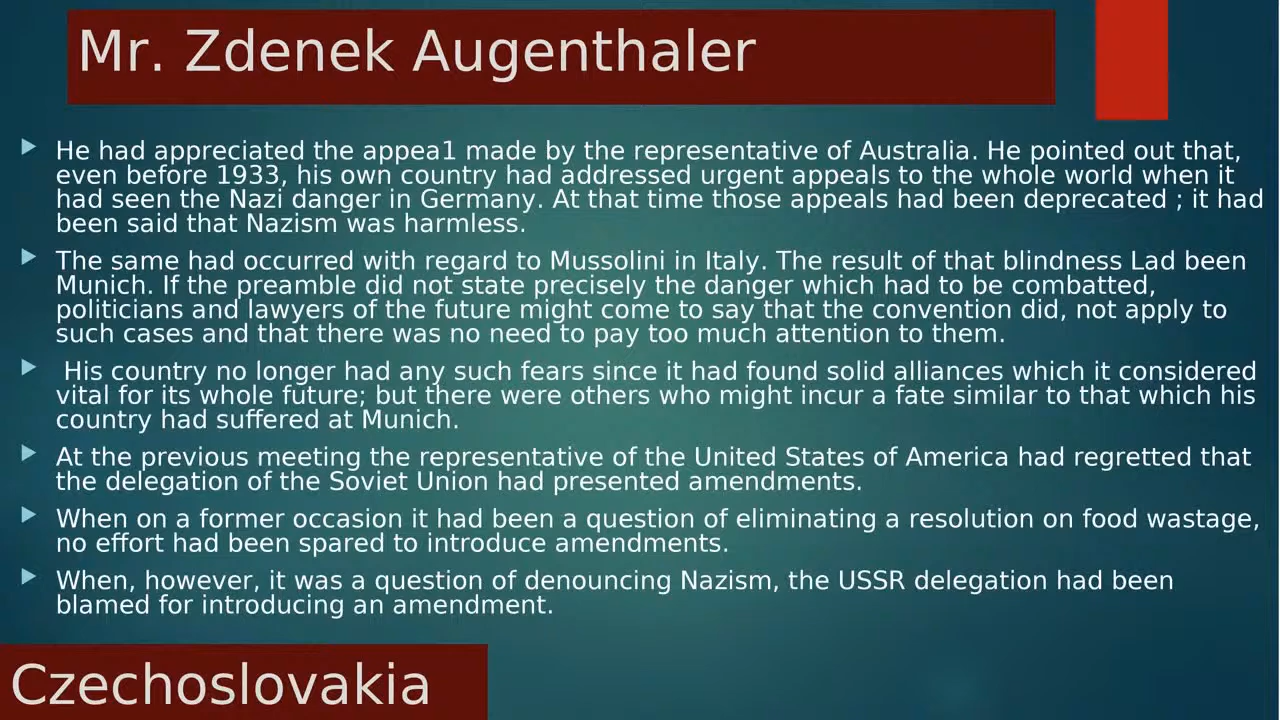 Mr. Zdenek Augenthaler
He had appreciated the appea1 made by the representative of Australia. He pointed out that,
even before 1933, his own country had addressed urgent appeals to the whole world when it
had seen the Nazi danger in Germany. At that time those appeals had been deprecated ; it had
been said that Nazism was harmless.
The same had occurred with regard to Mussolini in Italy. The result of that blindness Lad been
Munich. If the preamble did not state precisely the danger which had to be combatted,
politicians and lawyers of the future might come to say that the convention did, not apply to
such cases and that there was no need to pay too much attention to them.
His country no longer had any such fears since it had found solid alliances which it considered
vital for its whole future; but there were others who might incur a fate similar to that which his
country had suffered at Munich.
At the previous meeting the representative of the United States of America had regretted that
the delegation of the Soviet Union had presented amendments.
When on a former occasion it had been a question of eliminating a resolution on food wastage,
no effort had been spared to introduce amendments.
When, however, it was a question of denouncing Nazism, the USSR delegation had been
blamed for introducing an amendment.
Czechoslovakia